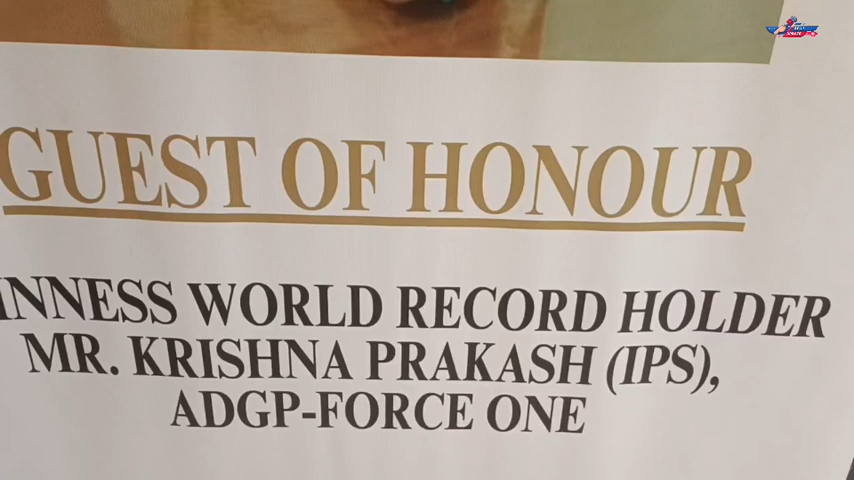 GUEST OF HONOUR
INNESS WORLD RECORD HOLDER
MR. KRISHNA PRAKASH (IPS),
ADGP-FORCE ONE